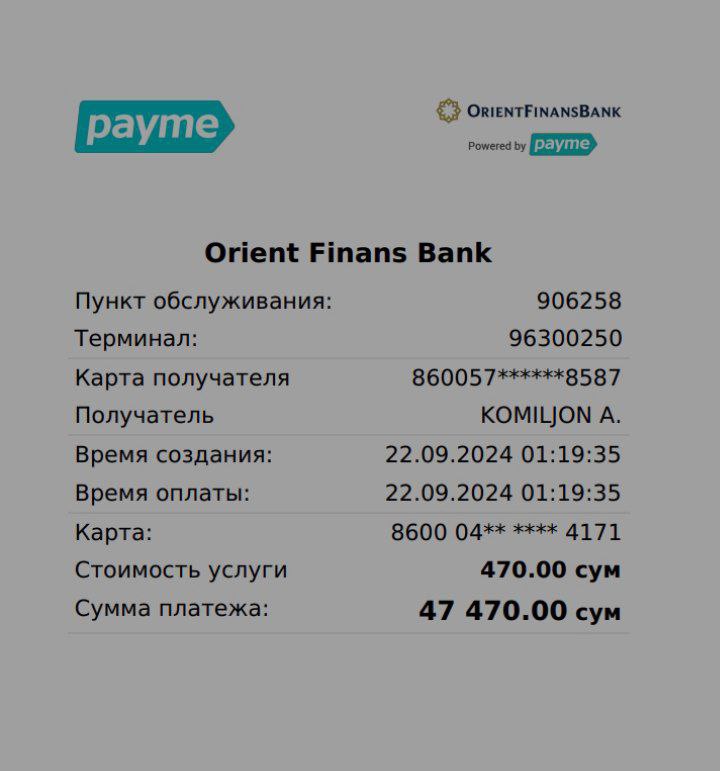 payme
ORIENTFINANSBANK
Powered by payme
Orient Finans Bank
Пункт обслуживания: 906258
Терминал: 96300250
Карта получателя 860057******8587
Получатель KOMILJON A.
Время создания: 22.09.2024 01:19:35
Время оплаты: 22.09.2024 01:19:35
Карта: 8600 04** **** 4171
Стоимость услуги 470.00 сум
Сумма платежа: 47 470.00 сум